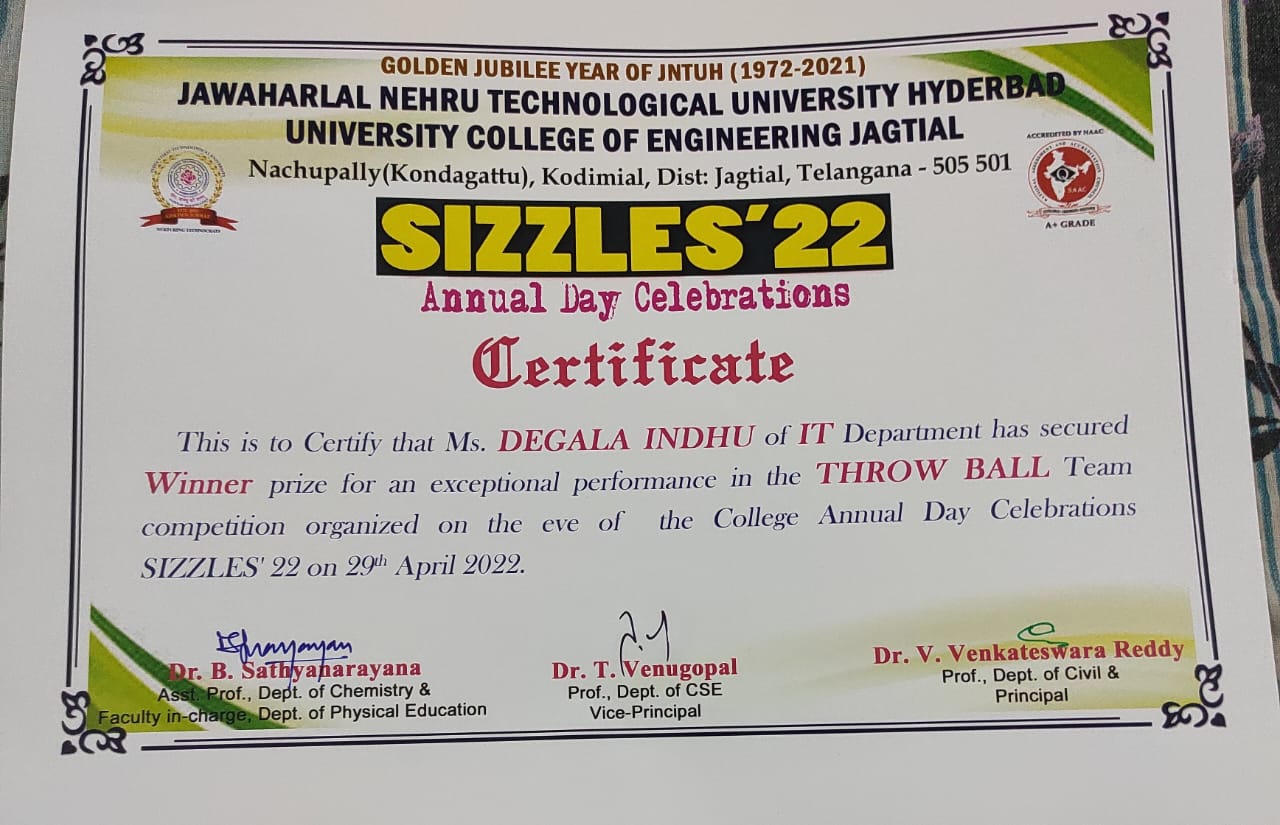 GOLDEN JUBILEE YEAR OF JNTUH (1972-2021)
JAWAHARLAL NEHRU TECHNOLOGICAL UNIVERSITY HYDERBAD
UNIVERSITY COLLEGE OF ENGINEERING JAGTIAL
Nachupally(Kondagattu), Kodimial, Dist: Jagtial, Telangana - 505 501
ACCREDITED BY NAAC
A+ GRADE
SIZZLES'22
Annual Day Celebrations
Certificate
This is to Certify that Ms. DEGALA INDHU of IT Department has secured
Winner prize for an exceptional performance in the THROW BALL Team
competition organized on the eve of the College Annual Day Celebrations
SIZZLES' 22 on 29th April 2022.
Dr. B. Sathyanarayana
Asst. Prof., Dept. of Chemistry &
Faculty in-charge, Dept. of Physical Education
Dr. T. Venugopal
Prof., Dept. of CSE
Vice-Principal
Dr. V. Venkateswara Reddy
Prof., Dept. of Civil &
Principal